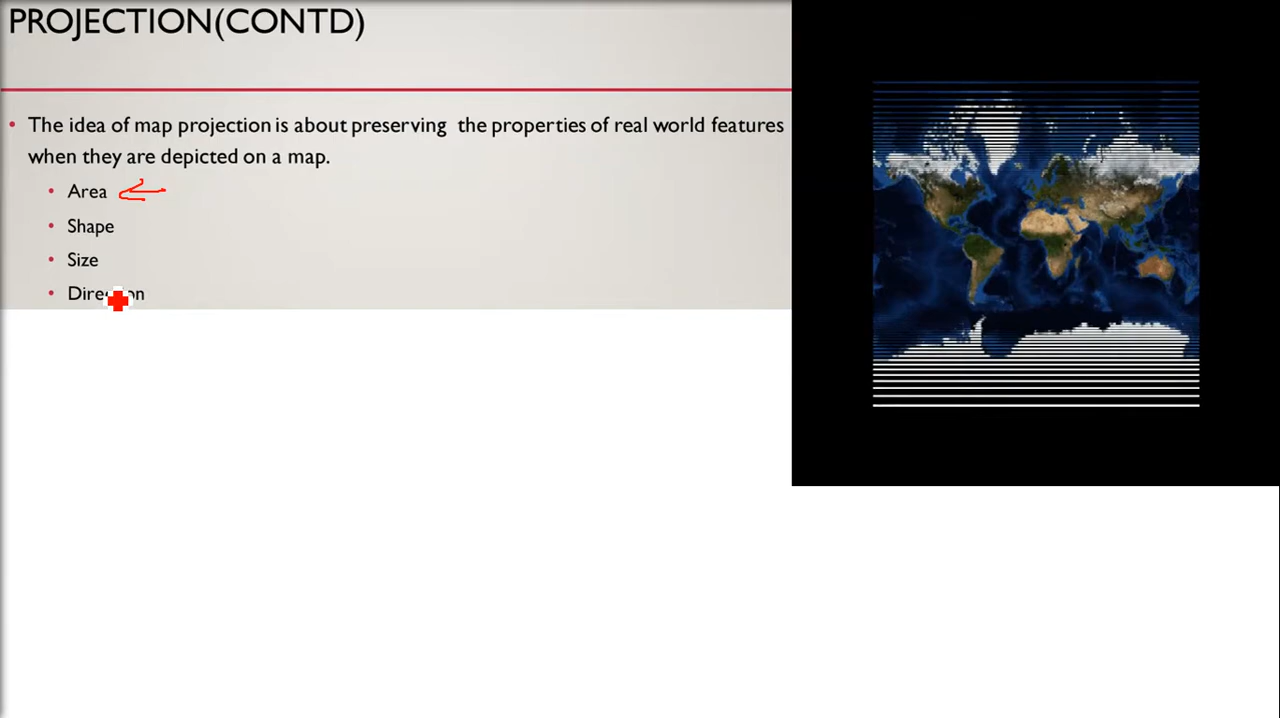 PROJECTION(CONTD)
• The idea of map projection is about preserving the properties of real world features
when they are depicted on a map.
• Area
• Shape
• Size
• Direction